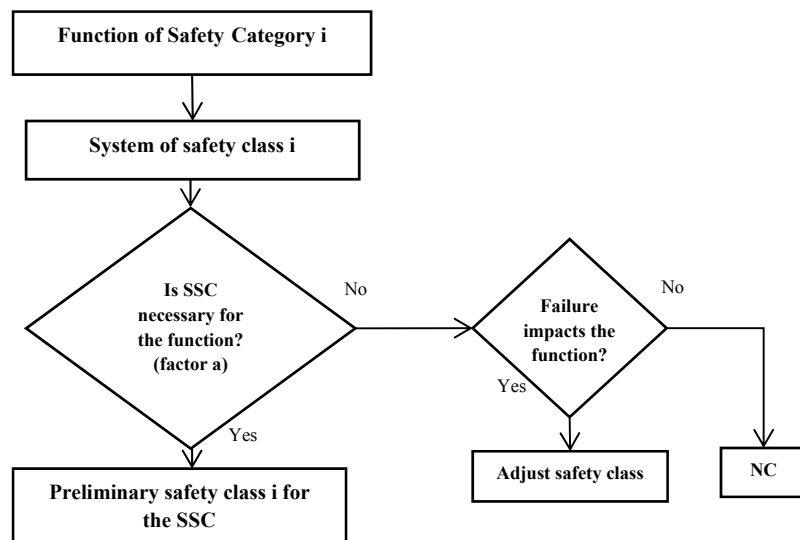 Function of Safety Category i
System of safety class i
Is SSC
necessary for
the function?
(factor a)
No
Failure
impacts the
function?
No
Yes
Yes
Preliminary safety class i for
the SSC
Adjust safety class
NC